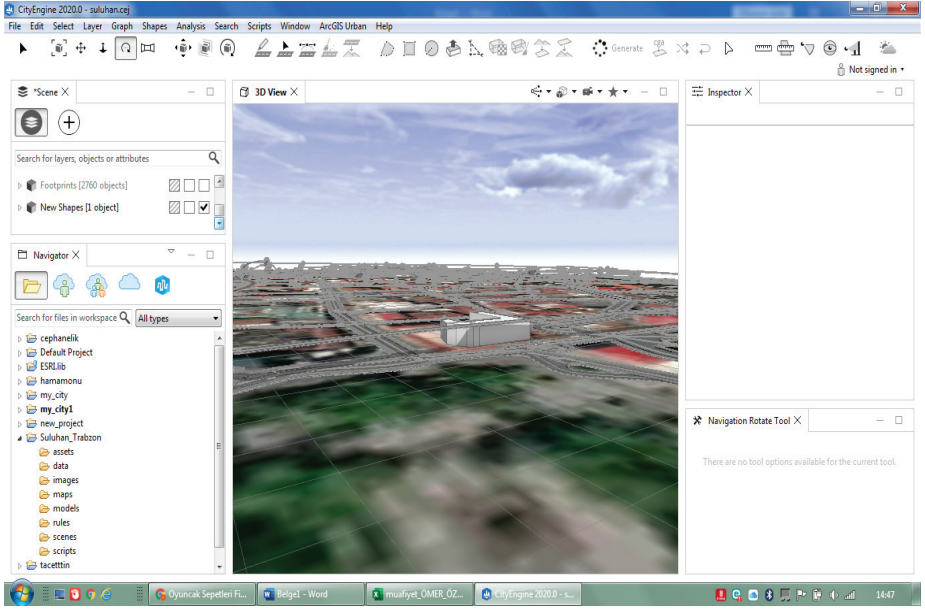 CityEngine 2020.0 - suluhan.cej
File Edit Select Layer Graph Shapes Analysis Search Scripts Window ArcGIS Urban Help
Generate
Not signed in
*Scene
3D View
Inspector
Search for layers, objects or attributes
Footprints [2760 objects]
New Shapes [1 object]
Navigator
Search for files in workspace
All types
cephanelik
Default Project
ESRI.lib
hamamonu
my_city
my_city1
new_project
Suluhan_Trabzon
assets
data
images
maps
models
rules
scenes
scripts
tacetttin
Navigation Rotate Tool
There are no tool options available for the current tool.
Oyuncak Sepetleri Fi...
Belge1 - Word
muafiyet_ÖMER_ÖZ...
CityEngine 2020.0 - s...
14:47